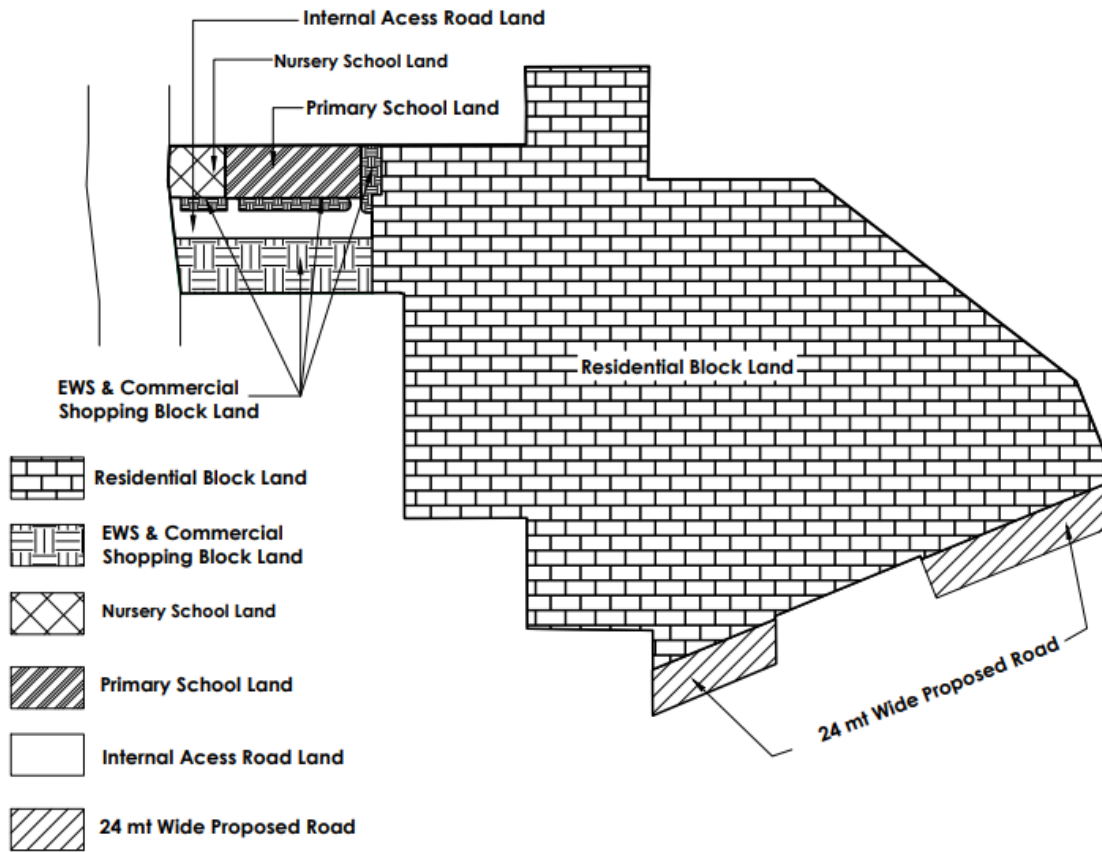 Internal Acess Road Land
Nursery School Land
Primary School Land
Residential Block Land
EWS & Commercial
Shopping Block Land
Residential Block Land
EWS & Commercial
Shopping Block Land
Nursery School Land
Primary School Land
Internal Acess Road Land
24 mt Wide Proposed Road
24 mt Wide Proposed Road